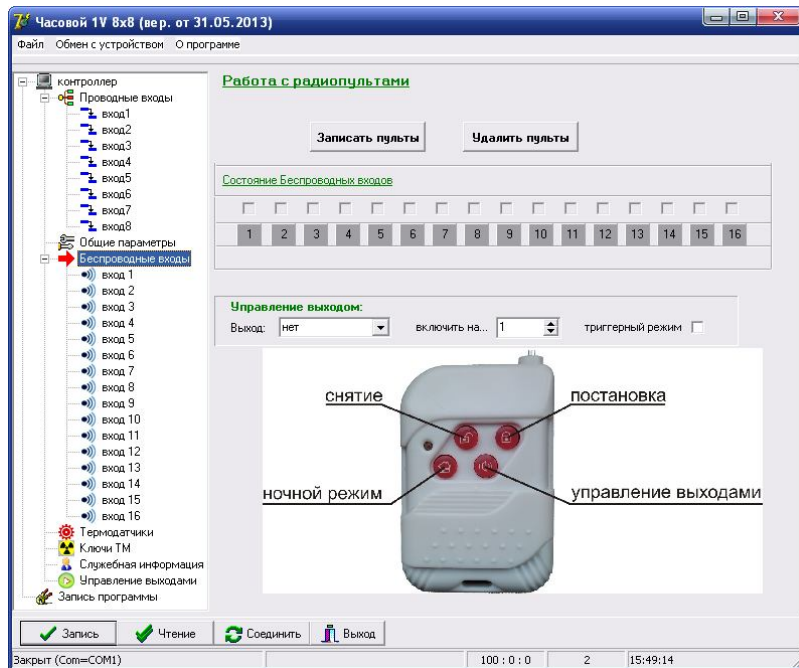 Часовой 1V 8x8 (вер. от 31.05.2013)
Файл Обмен с устройством О программе
контроллер
Проводные входы
вход1
вход2
вход3
вход4
вход5
вход6
вход7
вход8
Общие параметры
Беспроводные входы
вход 1
вход 2
вход 3
вход 4
вход 5
вход 6
вход 7
вход 8
вход 9
вход 10
вход 11
вход 12
вход 13
вход 14
вход 15
вход 16
Термодатчики
Ключи ТМ
Служебная информация
Управление выходами
Запись программы
Работа с радиопультами
Записать пульты Удалить пульты
Состояние Беспроводных входов
1 2 3 4 5 6 7 8 9 10 11 12 13 14 15 16
Управление выходом:
Выход: нет включить на... 1 триггерный режим
снятие постановка
ночной режим управление выходами
Запись Чтение Соединить Выход
Закрыт (Com=COM1) 100 : 0 : 0 2 15:49:14